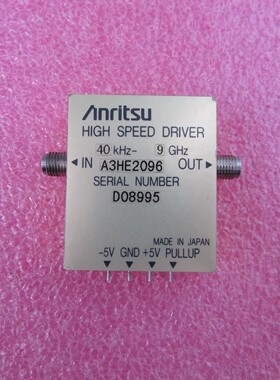 Anritsu
HIGH SPEED DRIVER
40 kHz- 9 GHz
IN A3HE2096 OUT
SERIAL NUMBER
D08995
MADE IN JAPAN
-5V GND +5V PULLUP